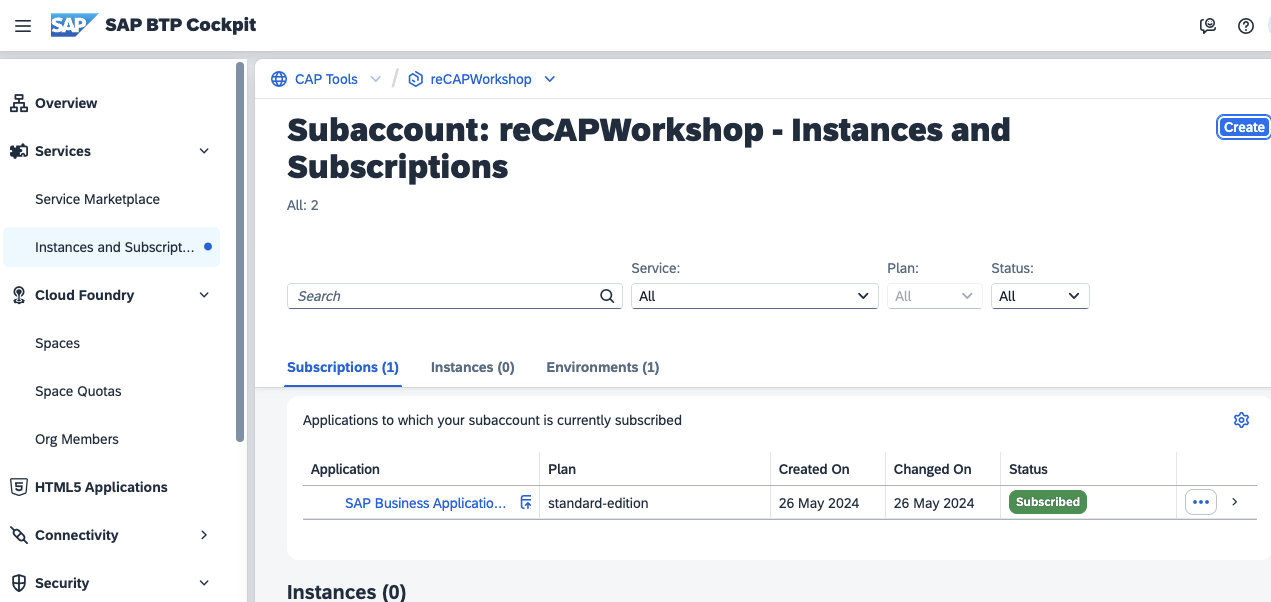 SAP SAP BTP Cockpit
Overview
Services
Service Marketplace
Instances and Subscript...
Cloud Foundry
Spaces
Space Quotas
Org Members
HTML5 Applications
Connectivity
Security
CAP Tools / reCAPWorkshop
Subaccount: reCAPWorkshop - Instances and
Subscriptions
Create
All: 2
Service: Plan: Status:
Search All All All
Subscriptions (1) Instances (0) Environments (1)
Applications to which your subaccount is currently subscribed
Application Plan Created On Changed On Status
SAP Business Applicatio... standard-edition 26 May 2024 26 May 2024 Subscribed
Instances (0)